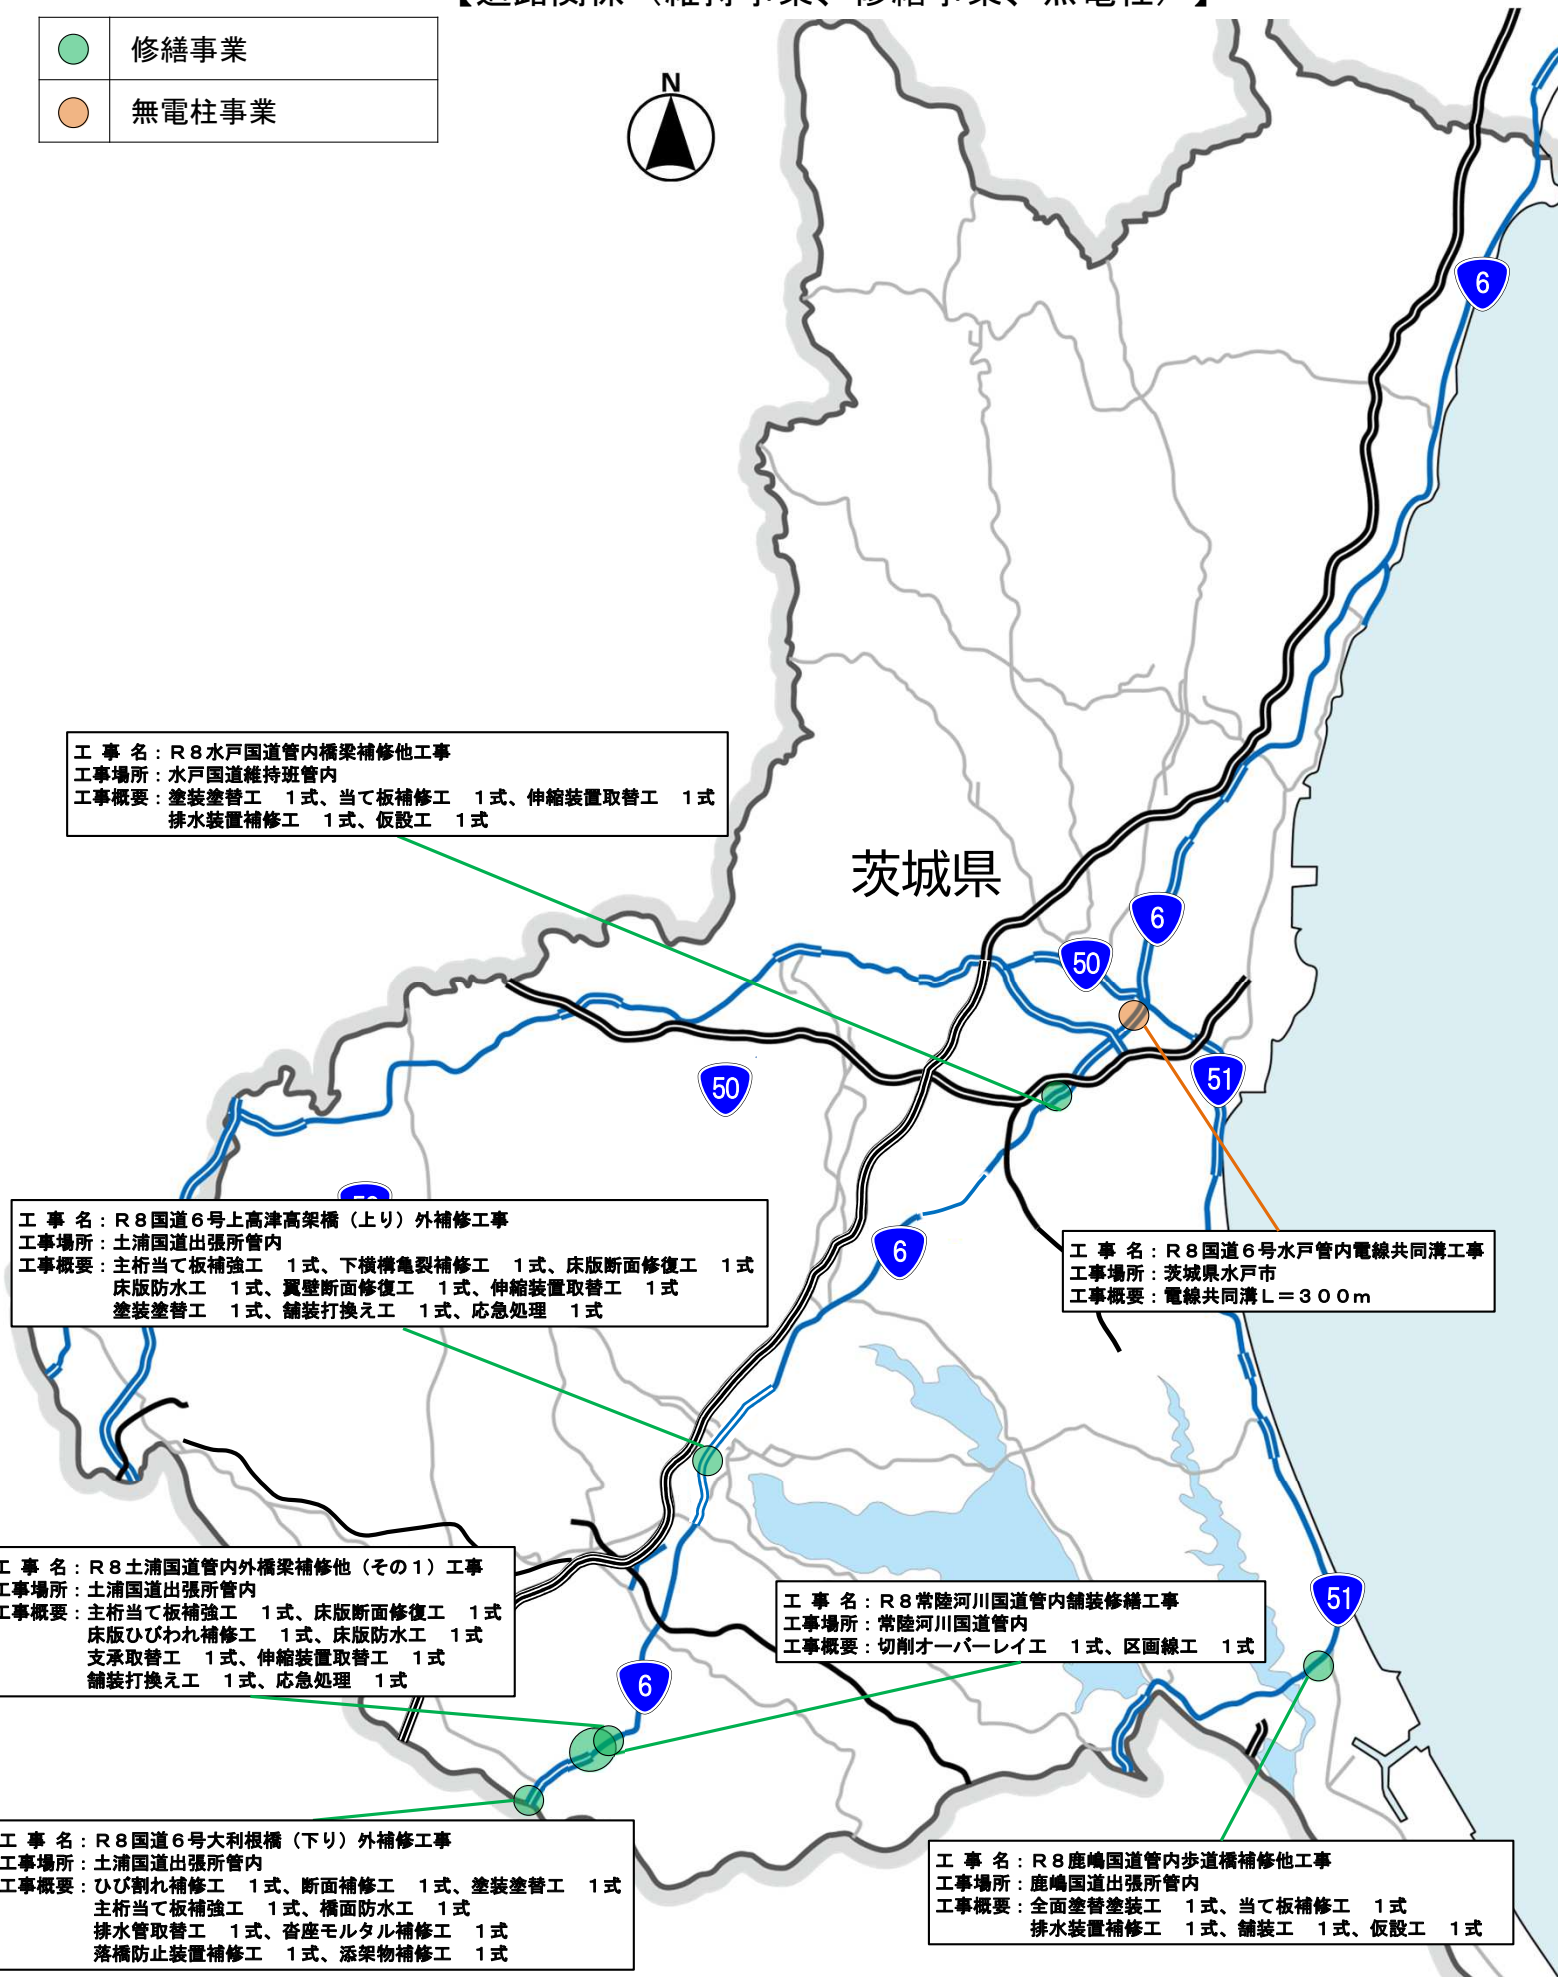 【道路関係（維持事業、修繕事業、無電柱）】
修繕事業
無電柱事業
N
6
工 事 名：Ｒ８水戸国道管内橋梁補修他工事
工事場所：水戸国道維持班管内
工事概要：塗装塗替工　１式、当て板補修工　１式、伸縮装置取替工　１式
排水装置補修工　１式、仮設工　１式
茨城県
6
50
50
51
工 事 名：Ｒ８国道６号上高津高架橋（上り）外補修工事
工事場所：土浦国道出張所管内
工事概要：主桁当て板補強工　１式、下横構亀裂補修工　１式、床版断面修復工　１式
床版防水工　１式、翼壁断面修復工　１式、伸縮装置取替工　１式
塗装塗替工　１式、舗装打換え工　１式、応急処理　１式
6
工 事 名：Ｒ８国道６号水戸管内電線共同溝工事
工事場所：茨城県水戸市
工事概要：電線共同溝Ｌ＝３００ｍ
工 事 名：Ｒ８土浦国道管内外橋梁補修他（その１）工事
工事場所：土浦国道出張所管内
工事概要：主桁当て板補強工　１式、床版断面修復工　１式
床版ひびわれ補修工　１式、床版防水工　１式
支承取替工　１式、伸縮装置取替工　１式
舗装打換え工　１式、応急処理　１式
工 事 名：Ｒ８常陸河川国道管内舗装修繕工事
工事場所：常陸河川国道管内
工事概要：切削オーバーレイ工　１式、区画線工　１式
51
6
工 事 名：Ｒ８国道６号大利根橋（下り）外補修工事
工事場所：土浦国道出張所管内
工事概要：ひび割れ補修工　１式、断面補修工　１式、塗装塗替工　１式
主桁当て板補強工　１式、橋面防水工　１式
排水管取替工　１式、沓座モルタル補修工　１式
落橋防止装置補修工　１式、添架物補修工　１式
工 事 名：Ｒ８鹿嶋国道管内歩道橋補修他工事
工事場所：鹿嶋国道出張所管内
工事概要：全面塗替塗装工　１式、当て板補修工　１式
排水装置補修工　１式、舗装工　１式、仮設工　１式